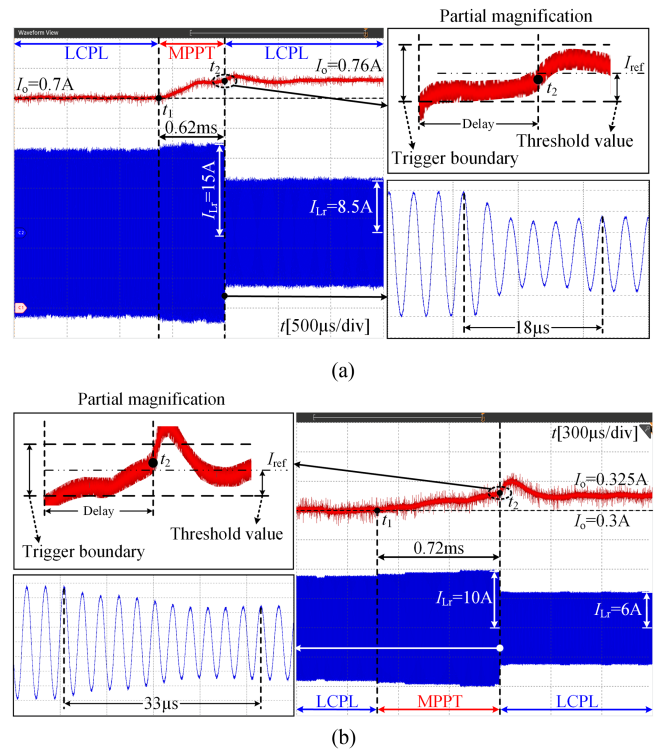 Waveform View
LCPL
MPPT
LCPL
Io=0.7A
t1
t2
Io=0.76A
0.62ms
ILr=15A
ILr=8.5A
C2
C1
t[500μs/div]
Partial magnification
Iref
t2
Delay
Trigger boundary
Threshold value
18μs
(a)
Partial magnification
t2
Iref
Delay
Threshold value
Trigger boundary
33μs
t[300μs/div]
Io=0.325A
t2
t1
Io=0.3A
0.72ms
ILr=10A
ILr=6A
LCPL
MPPT
LCPL
(b)